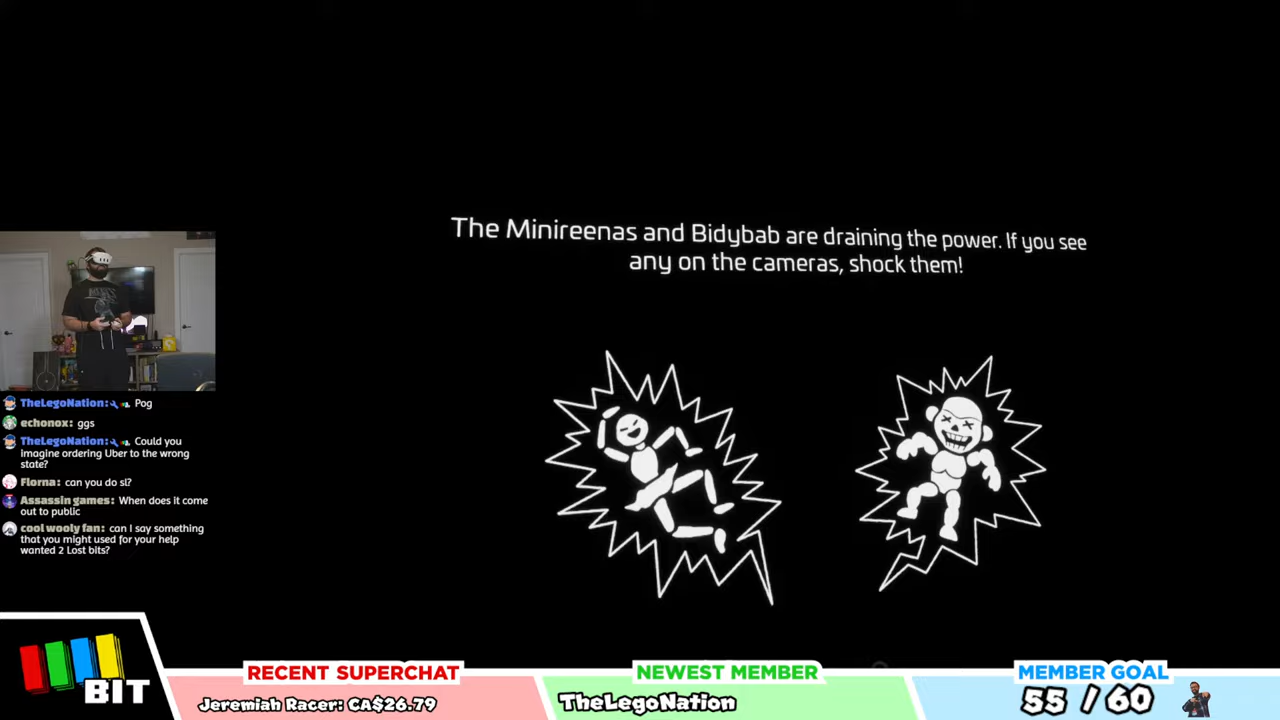 The Minireenas and Bidybab are draining the power. If you see
any on the cameras, shock them!
TheLegoNation: Pog
echonox: ggs
TheLegoNation: Could you
imagine ordering Uber to the wrong
state?
Florna: can you do sl?
Assassin games: When does it come
out to public
cool wooly fan: can I say something
that you might used for your help
wanted 2 Lost bits?
BIT
RECENT SUPERCHAT
Jeremiah Racer: CA$26.79
NEWEST MEMBER
TheLegoNation
MEMBER GOAL
55 / 60